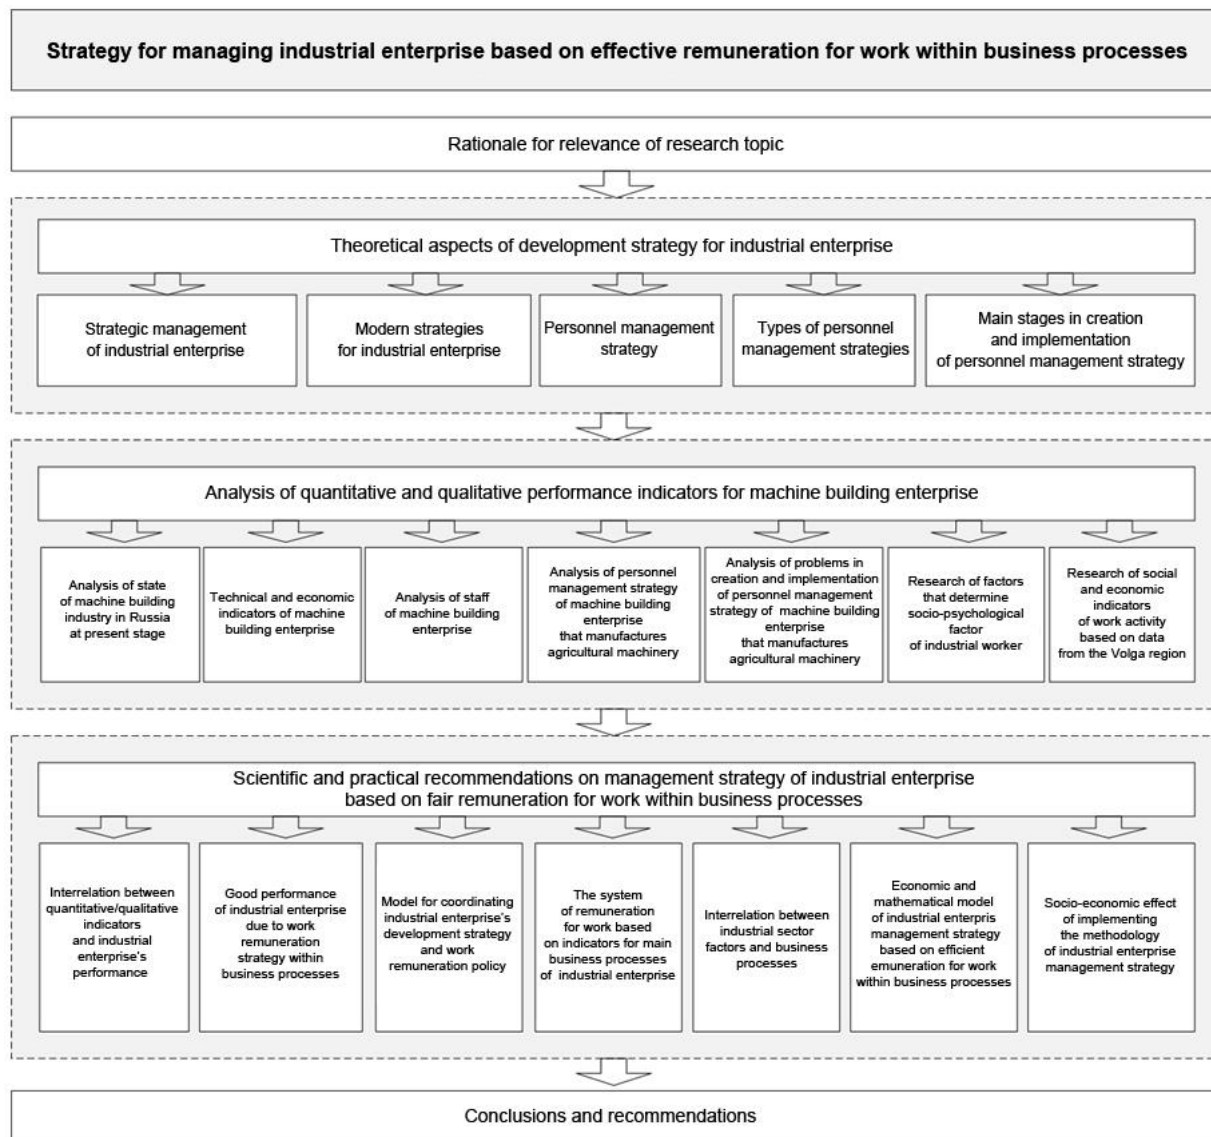 Strategy for managing industrial enterprise based on effective remuneration for work within business processes
Rationale for relevance of research topic
Theoretical aspects of development strategy for industrial enterprise
Strategic management
of industrial enterprise
Modern strategies
for industrial enterprise
Personnel management
strategy
Types of personnel
management strategies
Main stages in creation
and implementation
of personnel management strategy
Analysis of quantitative and qualitative performance indicators for machine building enterprise
Analysis of state
of machine building
industry in Russia
at present stage
Technical and economic
indicators of machine
building enterprise
Analysis of staff
of machine building
enterprise
Analysis of personnel
management strategy
of machine building
enterprise
that manufactures
agricultural machinery
Analysis of problems in
creation and implementation
of personnel management
strategy of machine building
enterprise
that manufactures
agricultural machinery
Research of factors
that determine
socio-psychological
factor
of industrial worker
Research of social
and economic
indicators
of work activity
based on data
from the Volga region
Scientific and practical recommendations on management strategy of industrial enterprise
based on fair remuneration for work within business processes
Interrelation between
quantitative/qualitative
indicators
and industrial
enterprise's
performance
Good performance
of industrial enterprise
due to work
remuneration
strategy within
business processes
Model for coordinating
industrial enterprise's
development strategy
and work
remuneration policy
The system
of remuneration
for work based
on indicators for main
business processes
of industrial enterprise
Interrelation between
industrial sector
factors and business
processes
Economic and
mathematical model
of industrial enterpris
management strategy
based on efficient
emuneration for work
within business processes
Socio-economic effect
of implementing
the methodology
of industrial enterprise
management strategy
Conclusions and recommendations